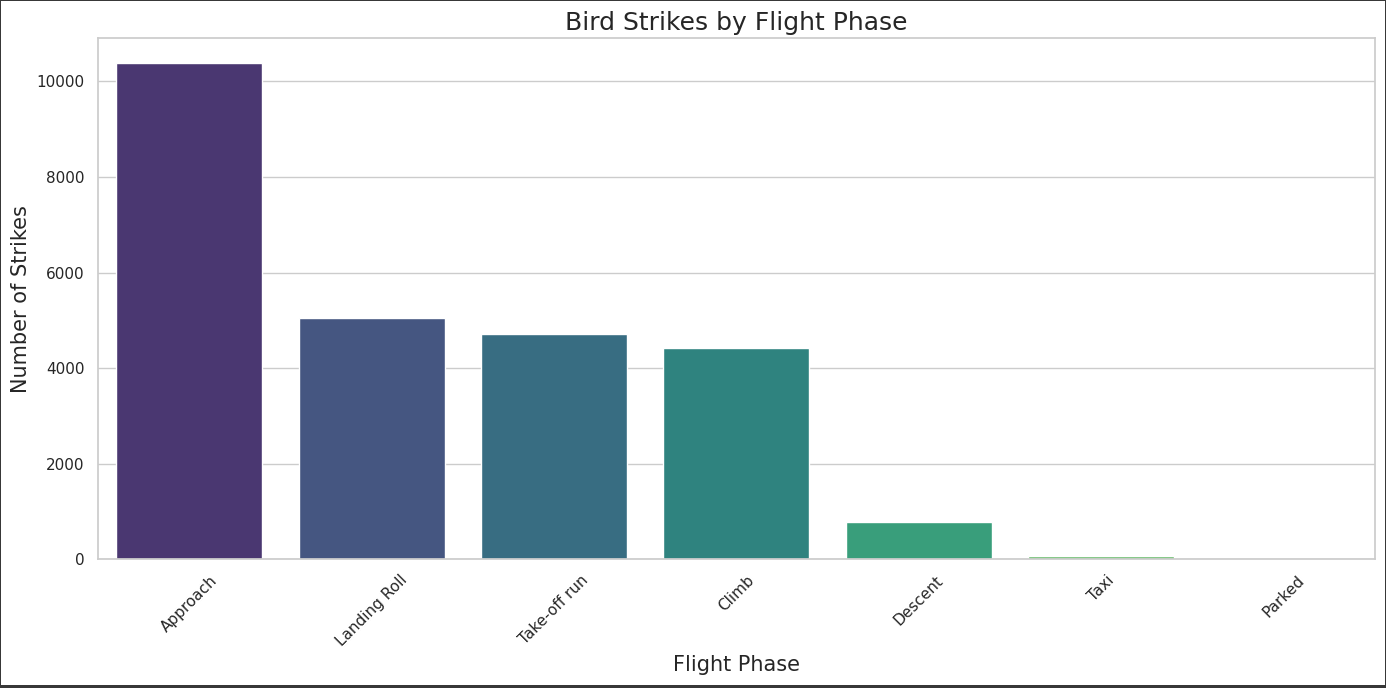 Bird Strikes by Flight Phase
Number of Strikes
10000
8000
6000
4000
2000
0
Approach
Landing Roll
Take-off run
Climb
Descent
Taxi
Parked
Flight Phase